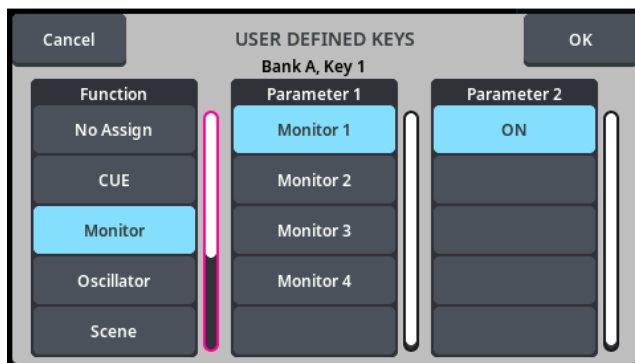 Cancel
USER DEFINED KEYS
OK
Bank A, Key 1
Function
Parameter 1
Parameter 2
No Assign
Monitor 1
ON
CUE
Monitor 2
Monitor
Monitor 3
Oscillator
Monitor 4
Scene